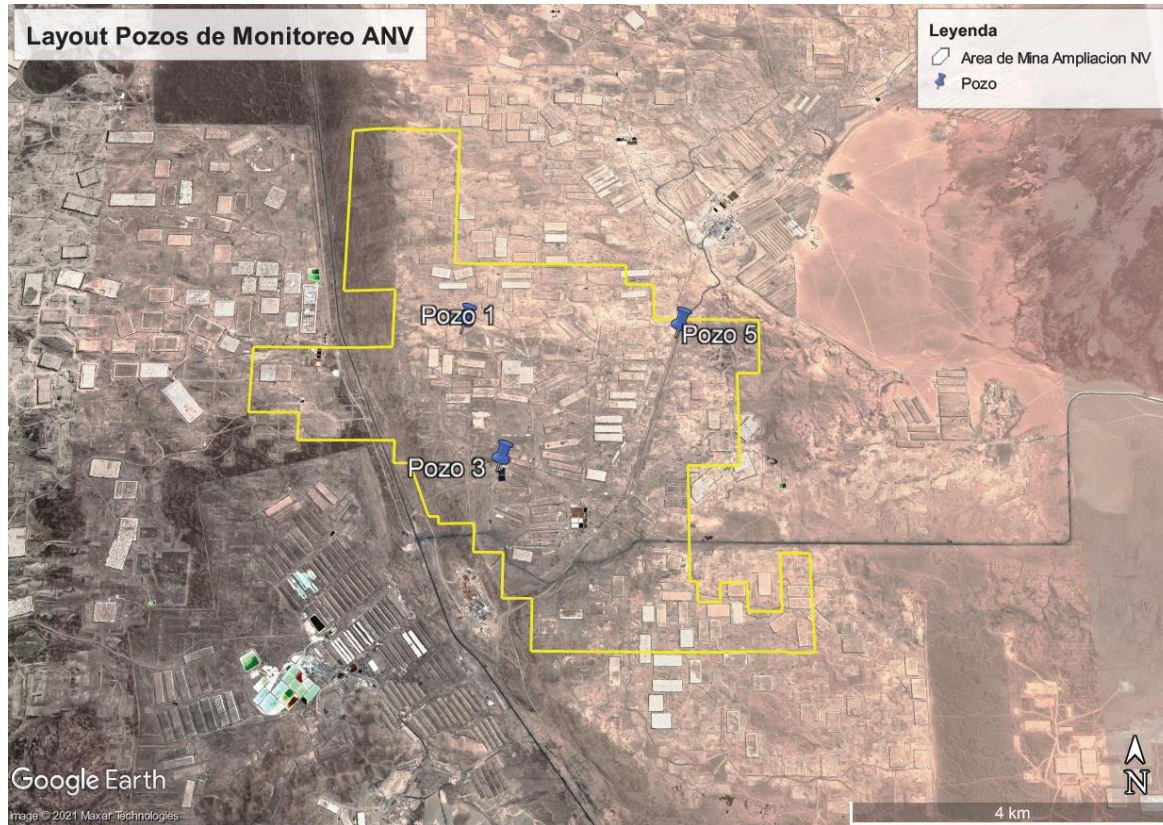 Layout Pozos de Monitoreo ANV
Leyenda
Area de Mina Ampliacion NV
Pozo
Pozo 1
Pozo 5
Pozo 3
Google Earth
Image © 2021 Maxar Technologies
4 km
N